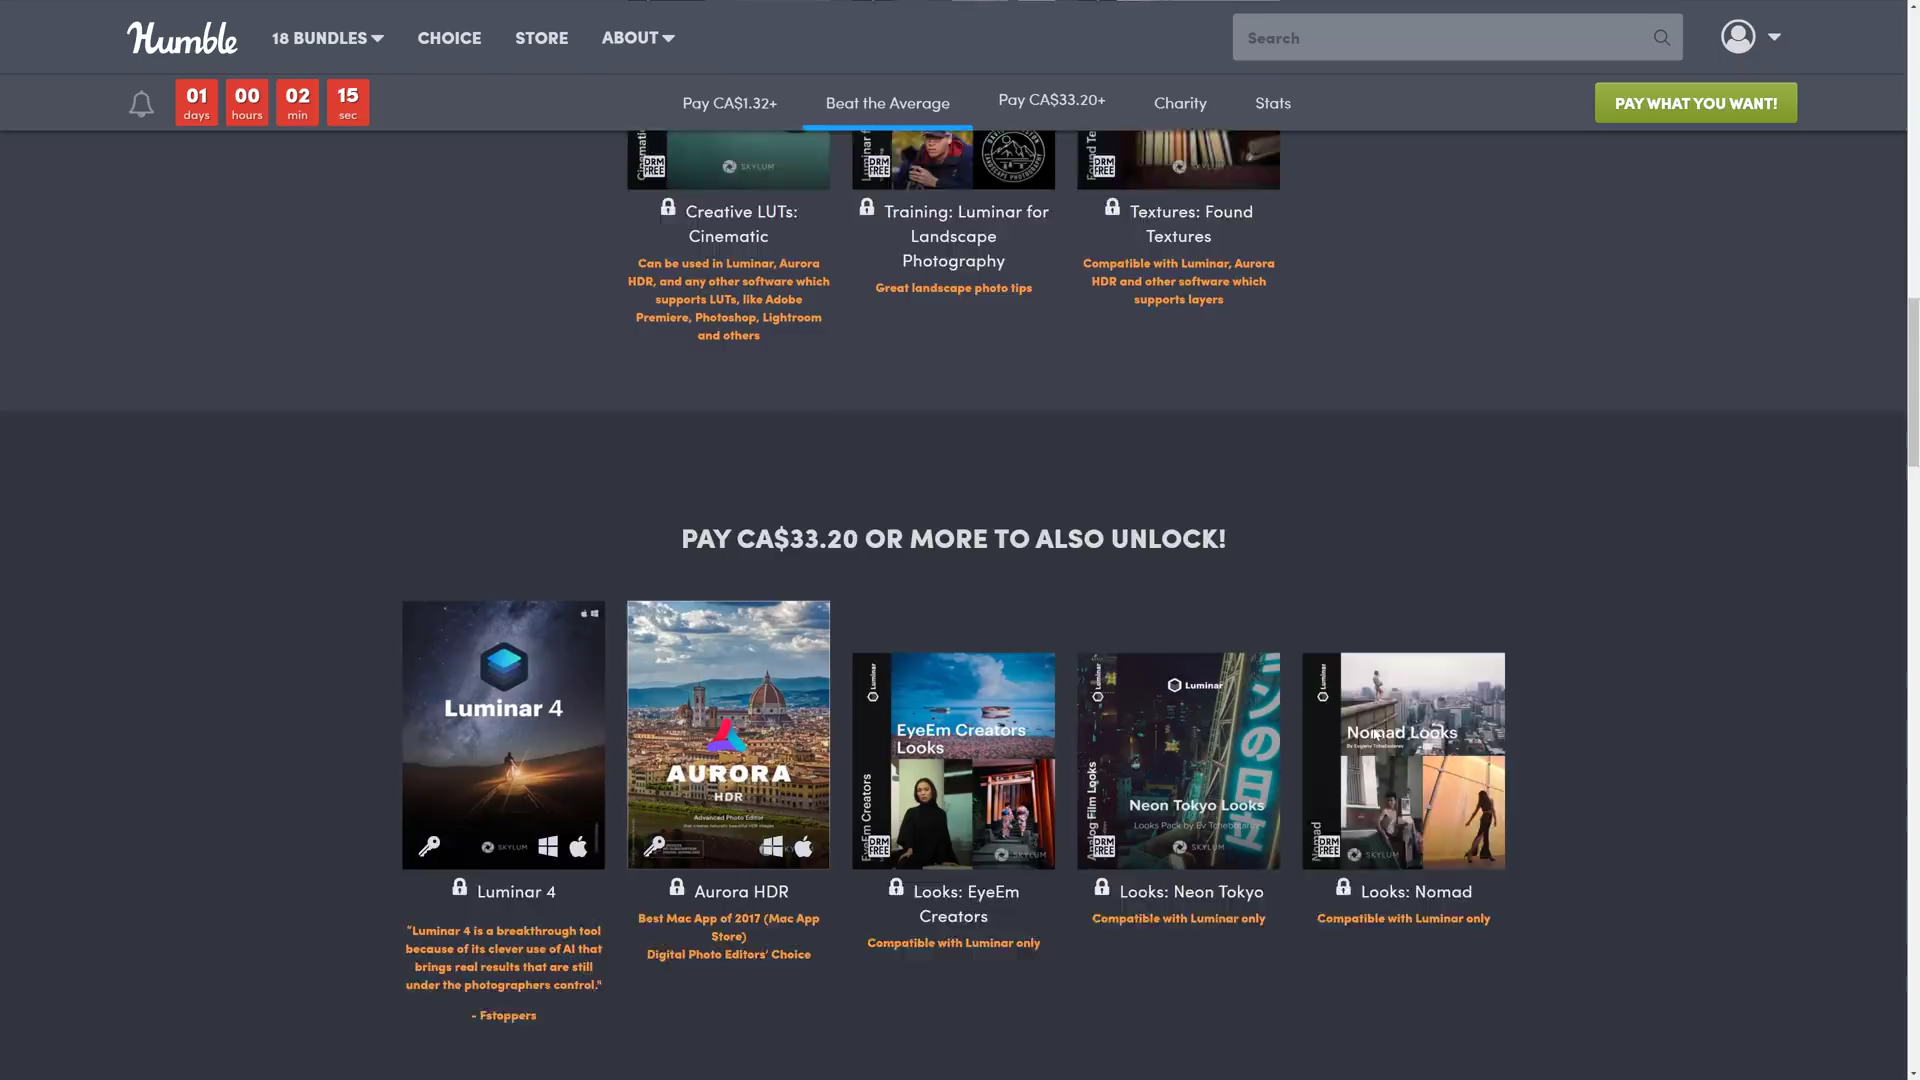 Humble
18 BUNDLES
CHOICE
STORE
ABOUT
Search
01
days
00
hours
02
min
15
sec
Pay CA$1.32+
Beat the Average
Pay CA$33.20+
Charity
Stats
PAY WHAT YOU WANT!
DRM
FREE
SKYLUM
DRM
FREE
LANDSCAPE PHOTOGRAPHY
DRM
FREE
SKYLUM
Creative LUTs:
Cinematic
Can be used in Luminar, Aurora
HDR, and any other software which
supports LUTs, like Adobe
Premiere, Photoshop, Lightroom
and others
Training: Luminar for
Landscape
Photography
Great landscape photo tips
Textures: Found
Textures
Compatible with Luminar, Aurora
HDR and other software which
supports layers
PAY CA$33.20 OR MORE TO ALSO UNLOCK!
Luminar 4
SKYLUM
AURORA
HDR
Advanced Photo Editor
Luminar
EyeEm Creators
Looks
EyeEm Creators
DRM
FREE
SKYLUM
Luminar
Luminar
Neon Tokyo Looks
Analog Film Looks
DRM
FREE
SKYLUM
Luminar
Nomad Looks
Nomad
DRM
FREE
SKYLUM
Luminar 4
"Luminar 4 is a breakthrough tool
because of its clever use of AI that
brings real results that are still
under the photographers control."
- Fstoppers
Aurora HDR
Best Mac App of 2017 (Mac App
Store)
Digital Photo Editors' Choice
Looks: EyeEm
Creators
Compatible with Luminar only
Looks: Neon Tokyo
Compatible with Luminar only
Looks: Nomad
Compatible with Luminar only